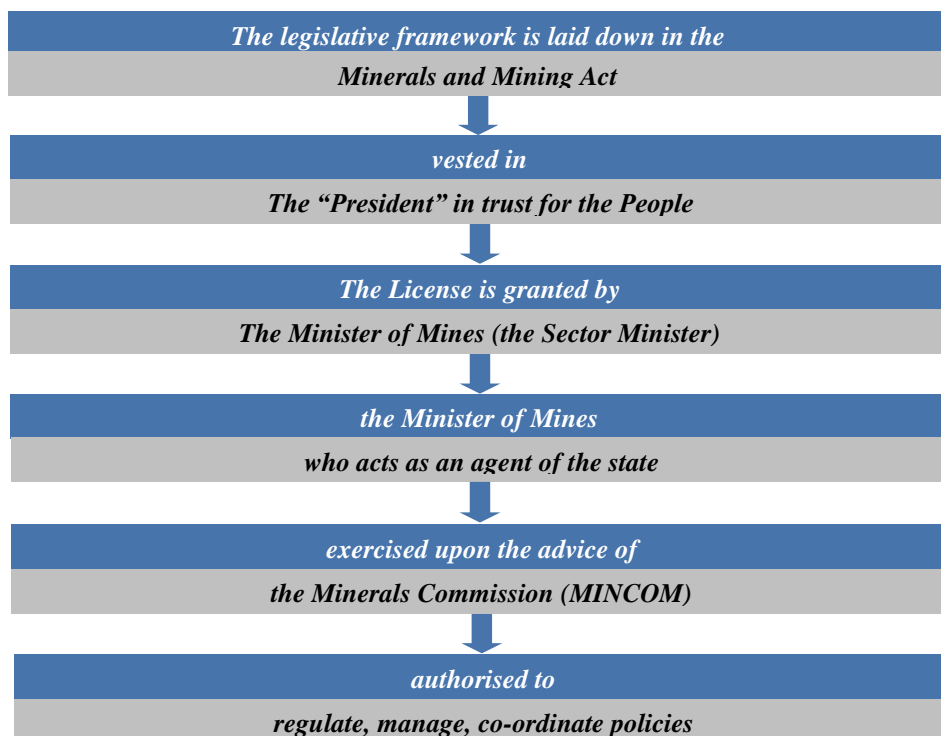 The legislative framework is laid down in the
Minerals and Mining Act
vested in
The “President” in trust for the People
The License is granted by
The Minister of Mines (the Sector Minister)
the Minister of Mines
who acts as an agent of the state
exercised upon the advice of
the Minerals Commission (MINCOM)
authorised to
regulate, manage, co-ordinate policies